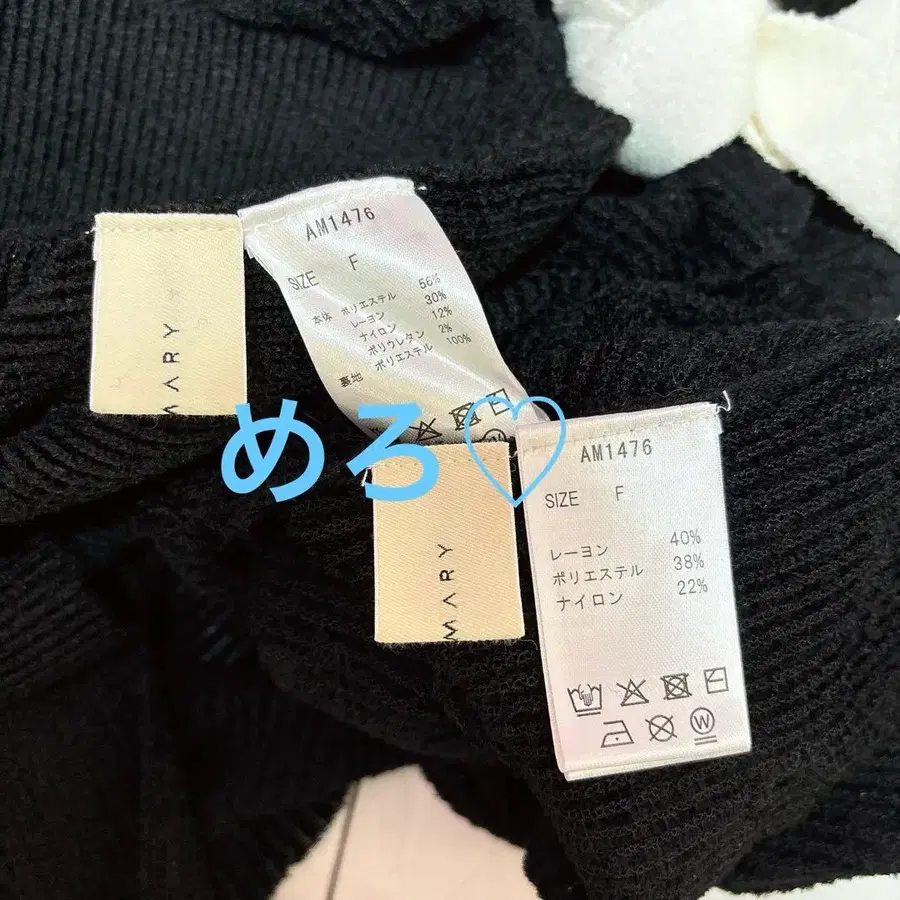 MARY
AM1476
SIZE F
本体 ポリエステル 56%
レーヨン 30%
ナイロン 12%
ポリウレタン 2%
裏地 ポリエステル 100%
めろ♡
MARY
AM1476
SIZE F
レーヨン 40%
ポリエステル 38%
ナイロン 22%
W